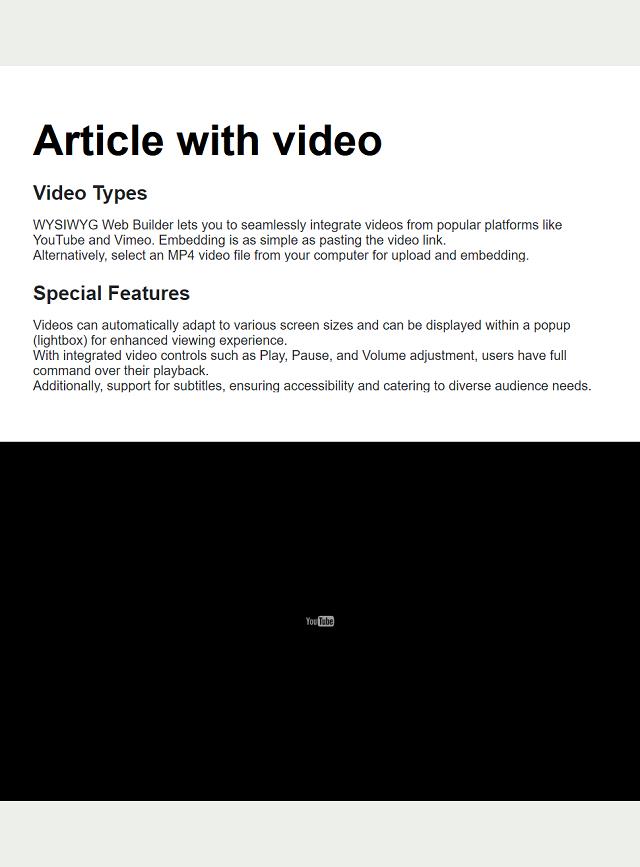 Article with video
Video Types
WYSIWYG Web Builder lets you to seamlessly integrate videos from popular platforms like
YouTube and Vimeo. Embedding is as simple as pasting the video link.
Alternatively, select an MP4 video file from your computer for upload and embedding.
Special Features
Videos can automatically adapt to various screen sizes and can be displayed within a popup
(lightbox) for enhanced viewing experience.
With integrated video controls such as Play, Pause, and Volume adjustment, users have full
command over their playback.
Additionally, support for subtitles, ensuring accessibility and catering to diverse audience needs.
YouTube